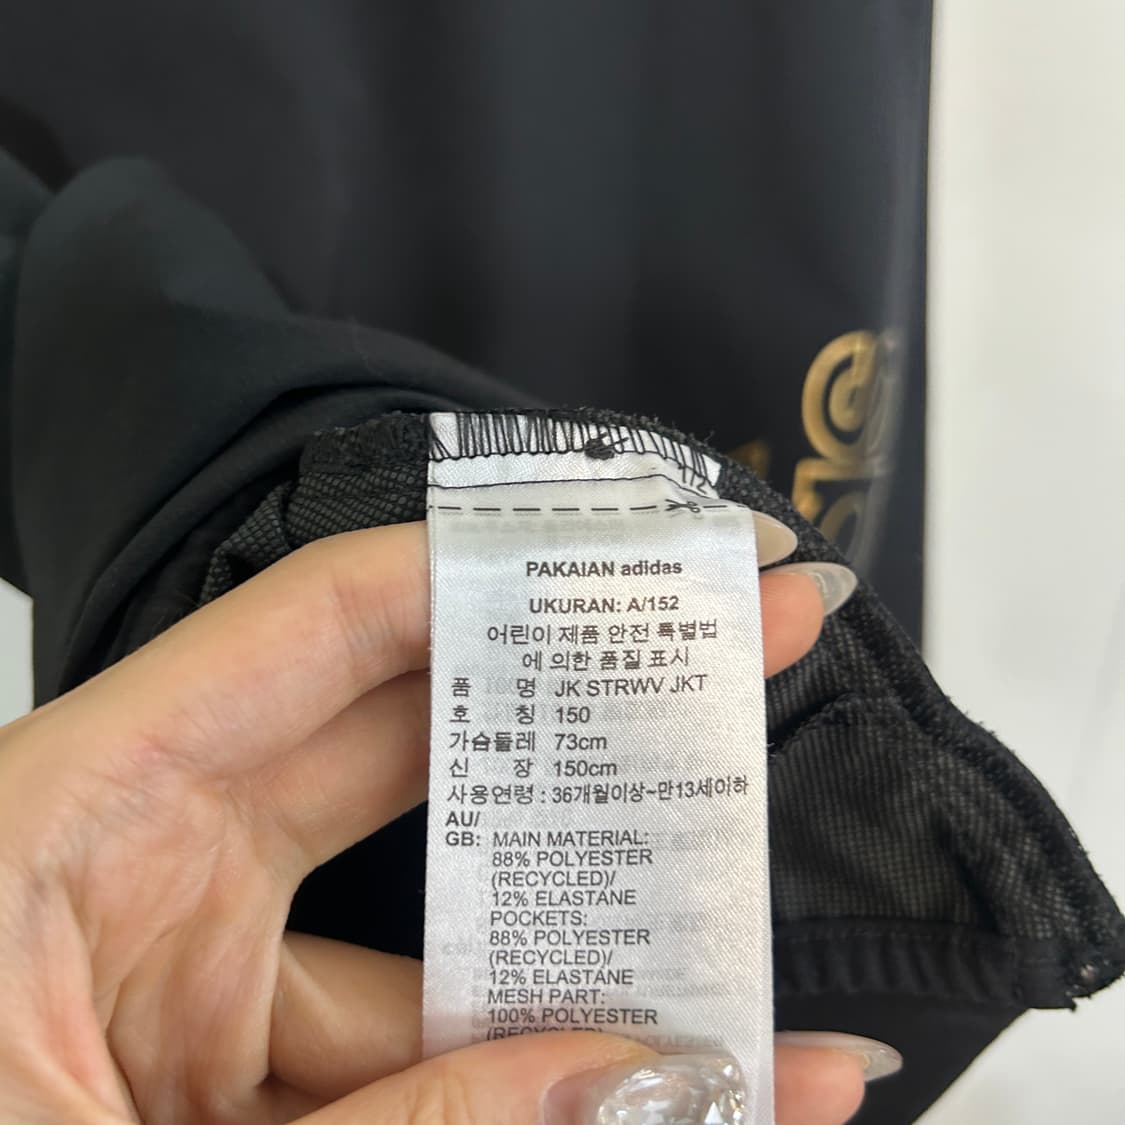 1/2
PAKAIAN adidas
UKURAN: A/152
어린이 제품 안전 특별법
에 의한 품질 표시
품 명 JK STRWV JKT
호 칭 150
가슴둘레 73cm
신 장 150cm
사용연령 : 36개월이상~만13세이하
AU/
GB: MAIN MATERIAL:
88% POLYESTER
(RECYCLED)/
12% ELASTANE
POCKETS:
88% POLYESTER
(RECYCLED)/
12% ELASTANE
MESH PART:
100% POLYESTER
(RECYCLED)